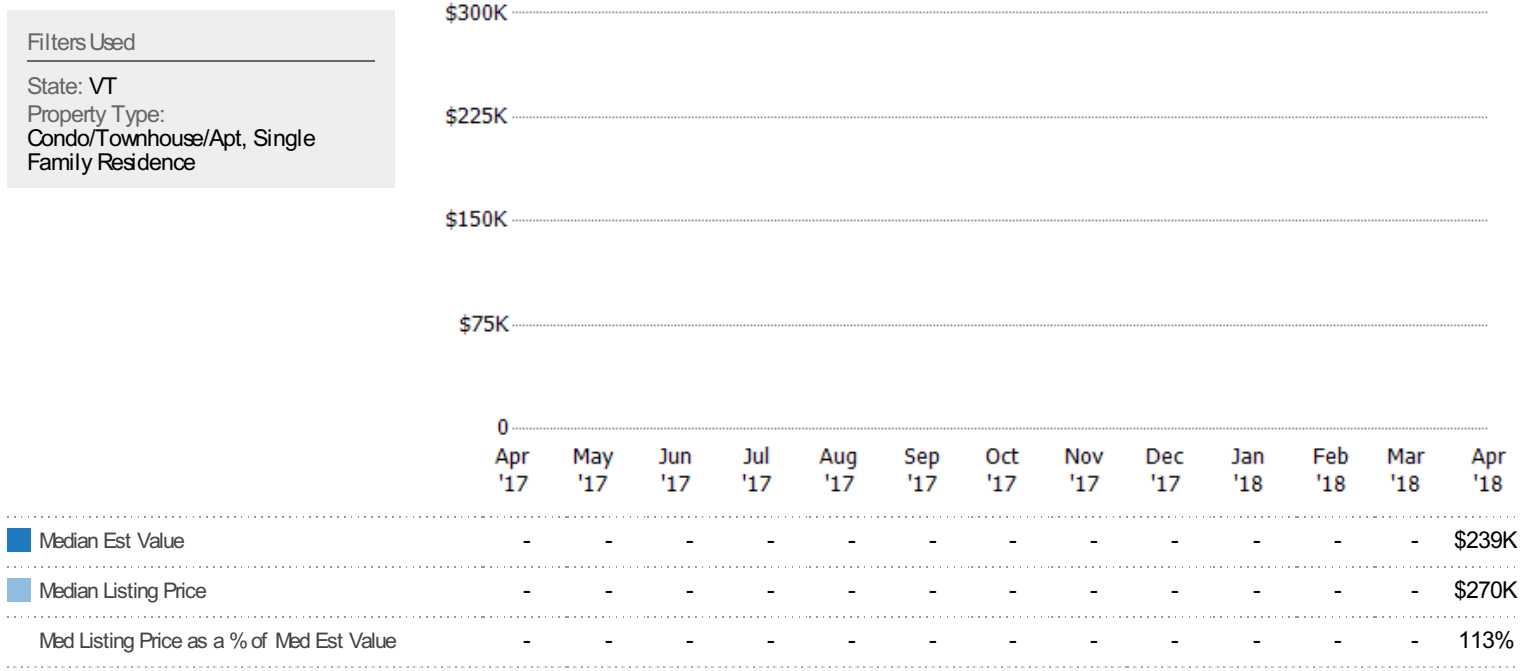 Filters Used
State: VT
Property Type:
Condo/Townhouse/Apt, Single
Family Residence
$300K
$225K
$150K
$75K
0
Apr May Jun Jul Aug Sep Oct Nov Dec Jan Feb Mar Apr
'17 '17 '17 '17 '17 '17 '17 '17 '17 '18 '18 '18 '18
Median Est Value - - - - - - - - - - - - $239K
Median Listing Price - - - - - - - - - - - - $270K
Med Listing Price as a % of Med Est Value - - - - - - - - - - - - 113%